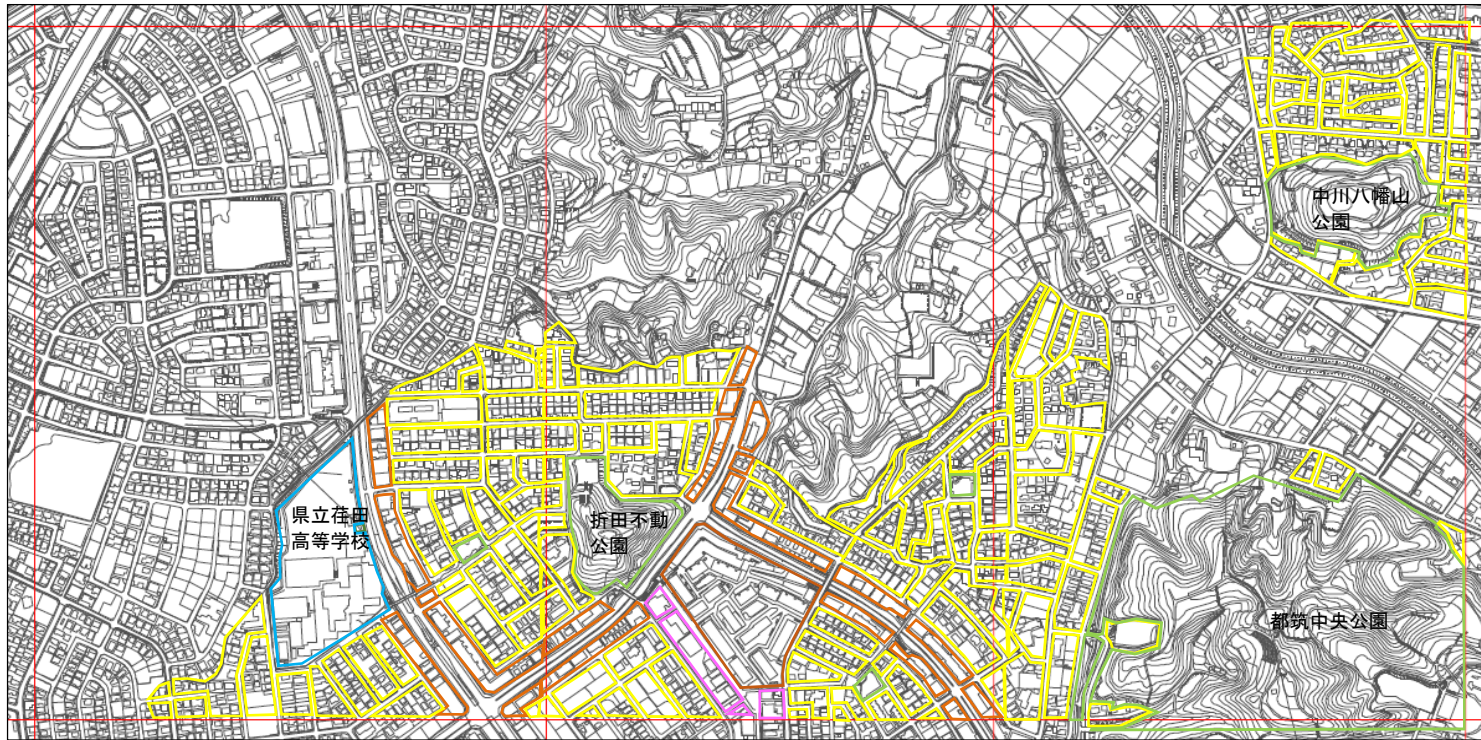 中川八幡山
公園
県立荏田
高等学校
折田不動
公園
都筑中央公園